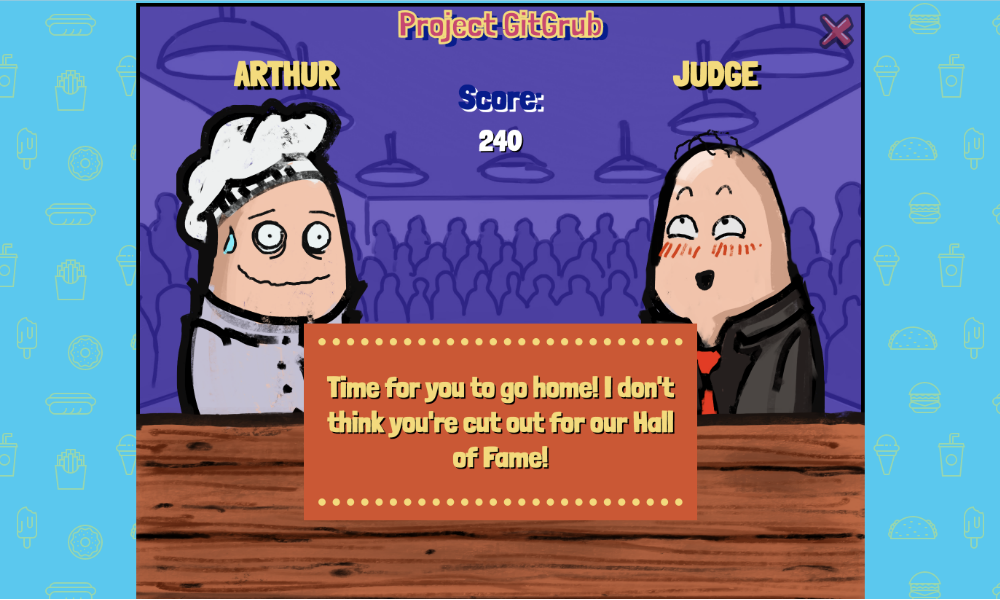 Project GitGrub
ARTHUR
JUDGE
Score:
240
Time for you to go home! I don't
think you're cut out for our Hall
of Fame!